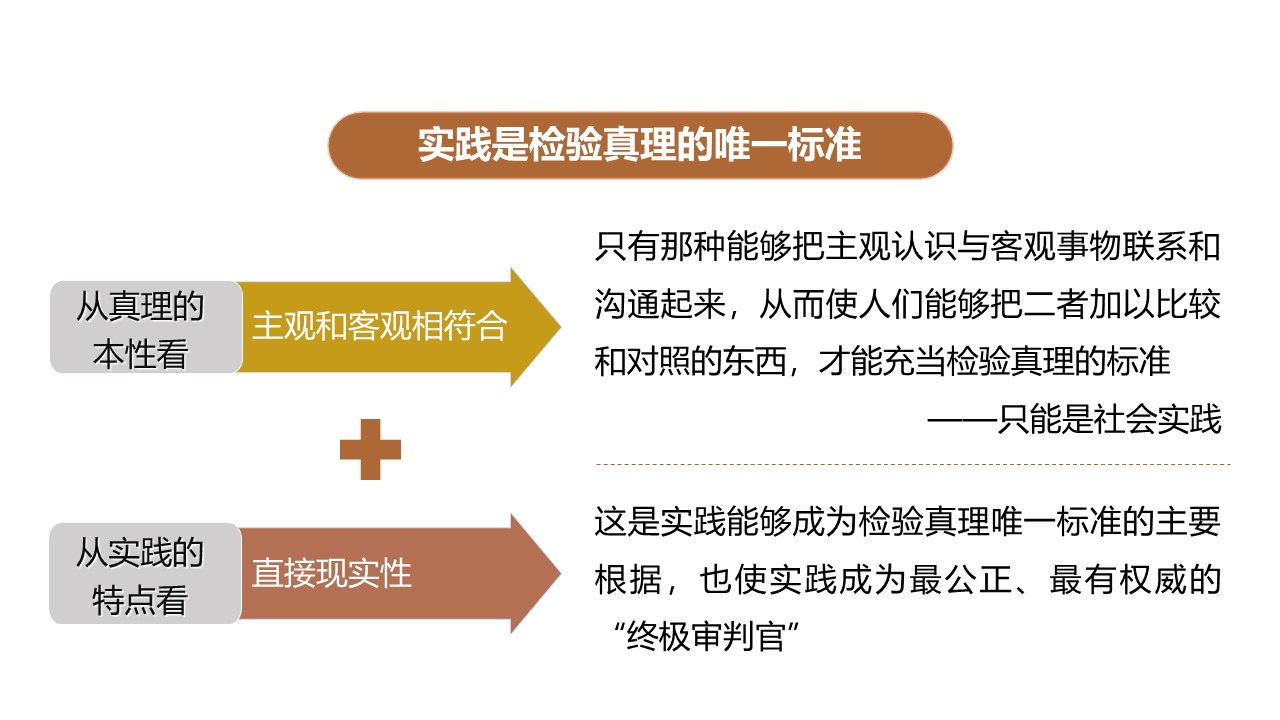 实践是检验真理的唯一标准
从真理的
本性看
主观和客观相符合
只有那种能够把主观认识与客观事物联系和
沟通起来，从而使人们能够把二者加以比较
和对照的东西，才能充当检验真理的标准
——只能是社会实践
从实践的
特点看
直接现实性
这是实践能够成为检验真理唯一标准的主要
根据，也使实践成为最公正、最有权威的
“终极审判官”